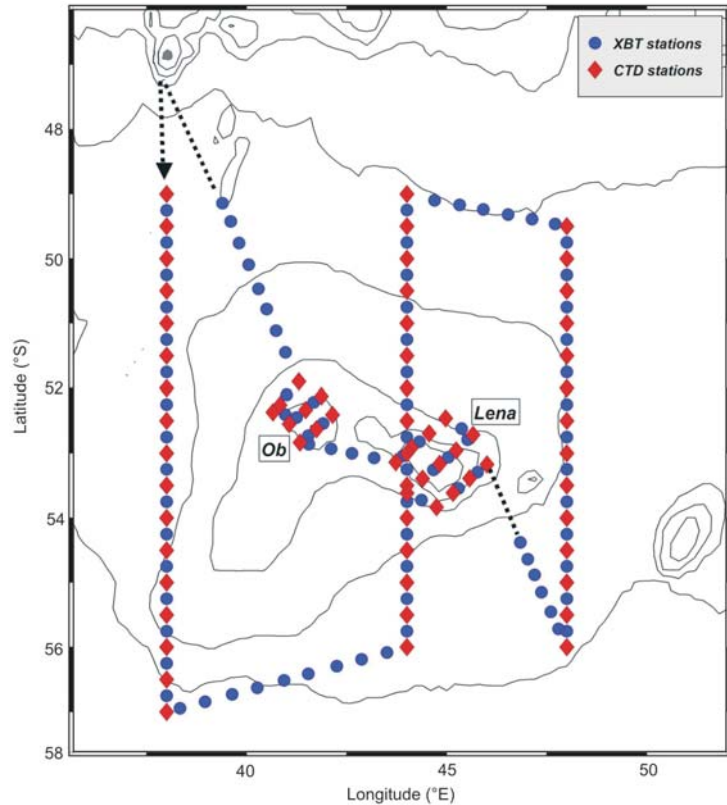 XBT stations
CTD stations
48
50
Latitude (°S)
52
Lena
Ob
54
56
58
40
45
50
Longitude (°E)